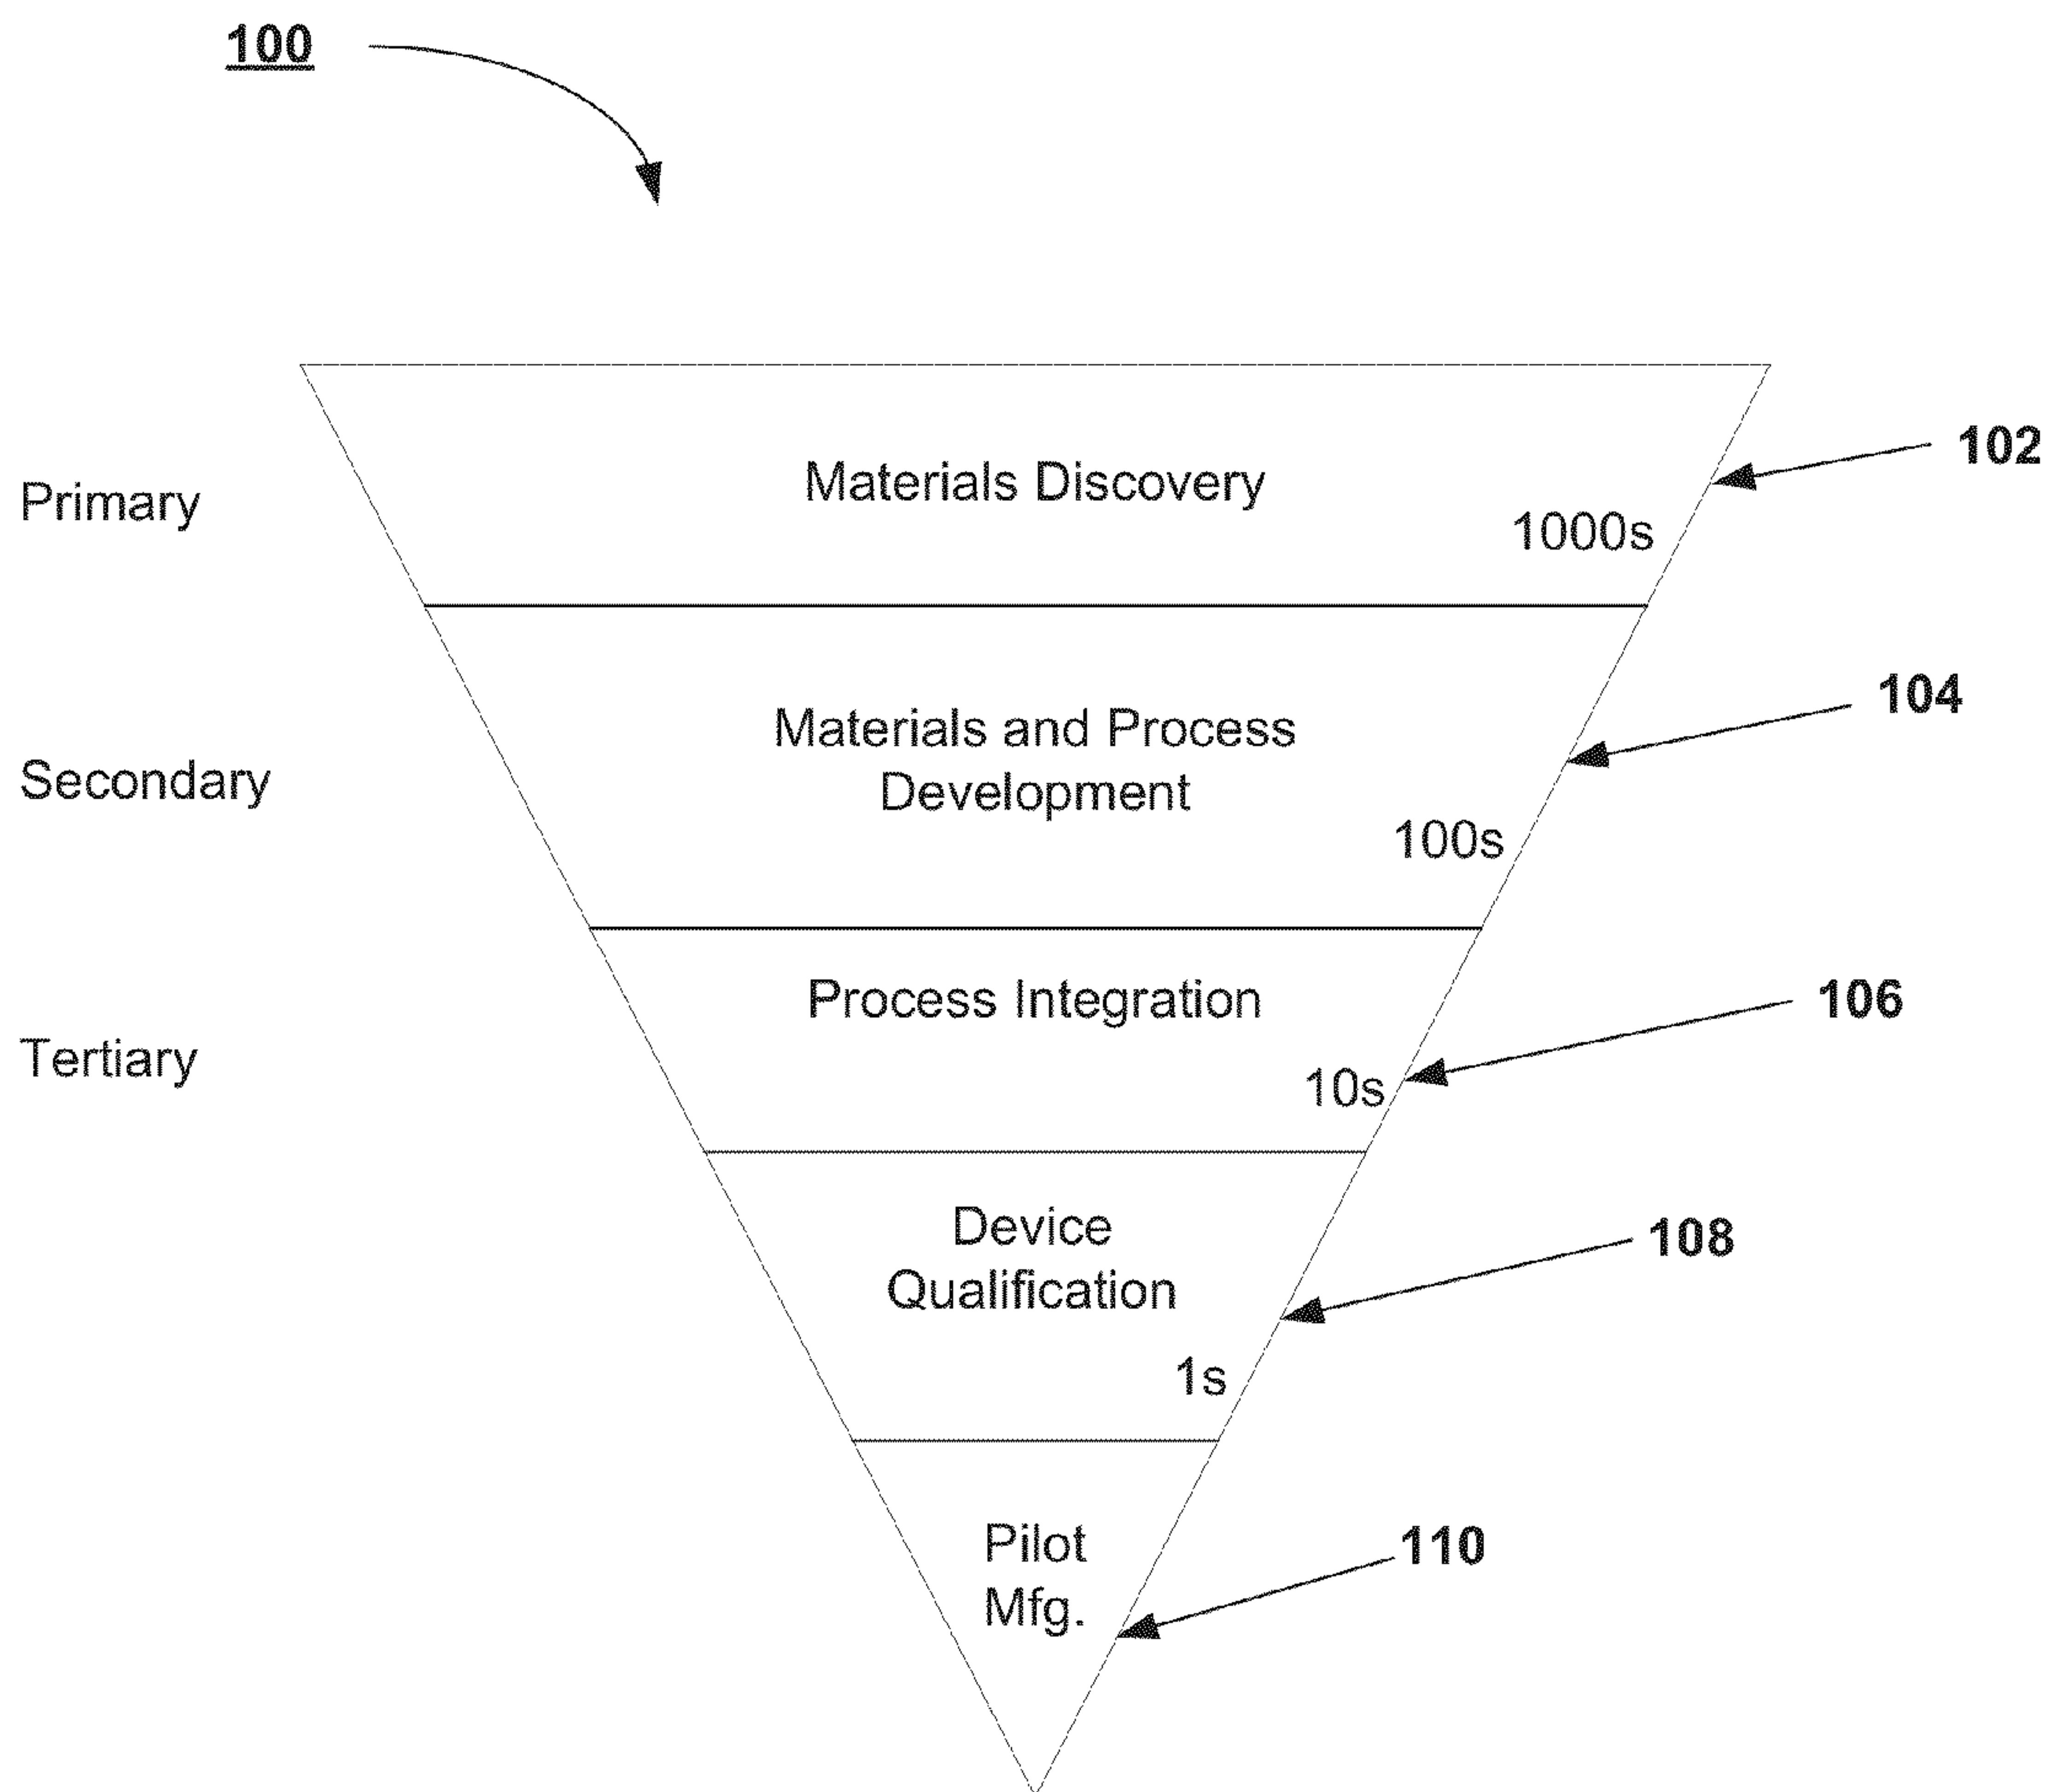 100
102
Primary
Materials Discovery
1000s
104
Secondary
Materials and Process
Development
100s
106
Tertiary
Process Integration
10s
108
Device
Qualification
1s
110
Pilot
Mfg.